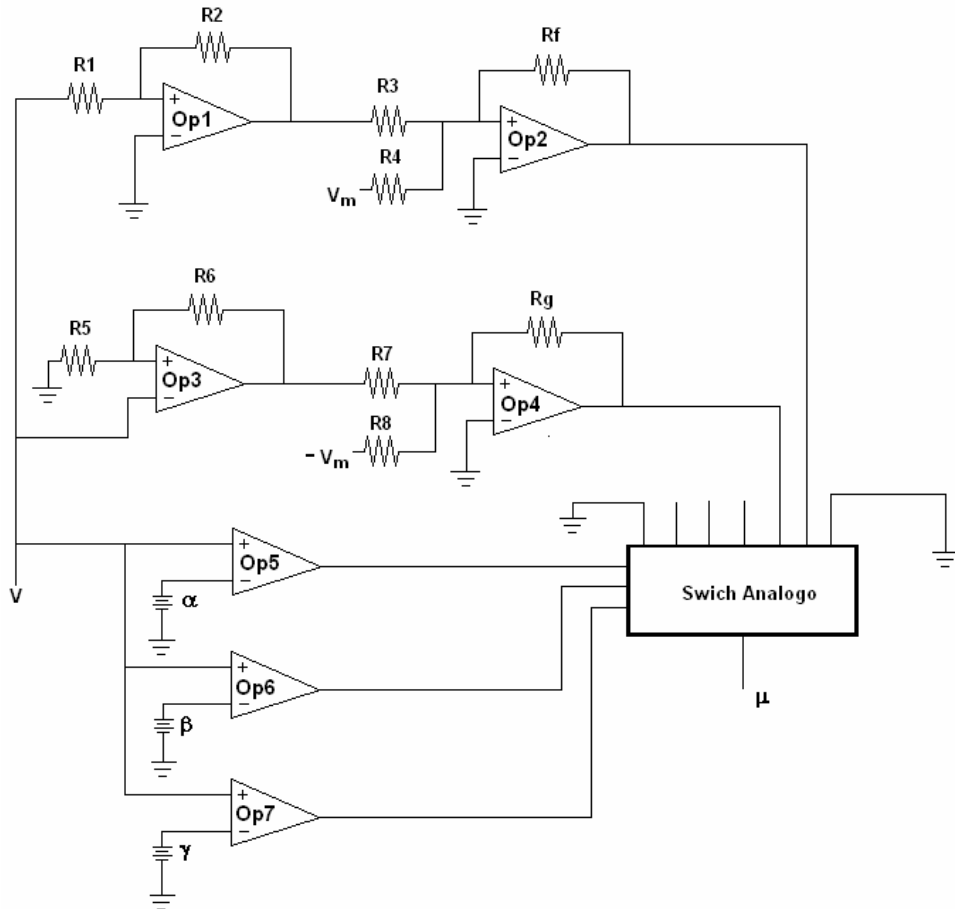 R2
R1
+
Op1
−
R3
R4
Vm
Rf
+
Op2
−
R6
R5
+
Op3
−
R7
R8
− Vm
Rg
+
Op4
−
V
+
Op5
−
α
+
Op6
−
β
+
Op7
−
γ
Swich Analogo
μ